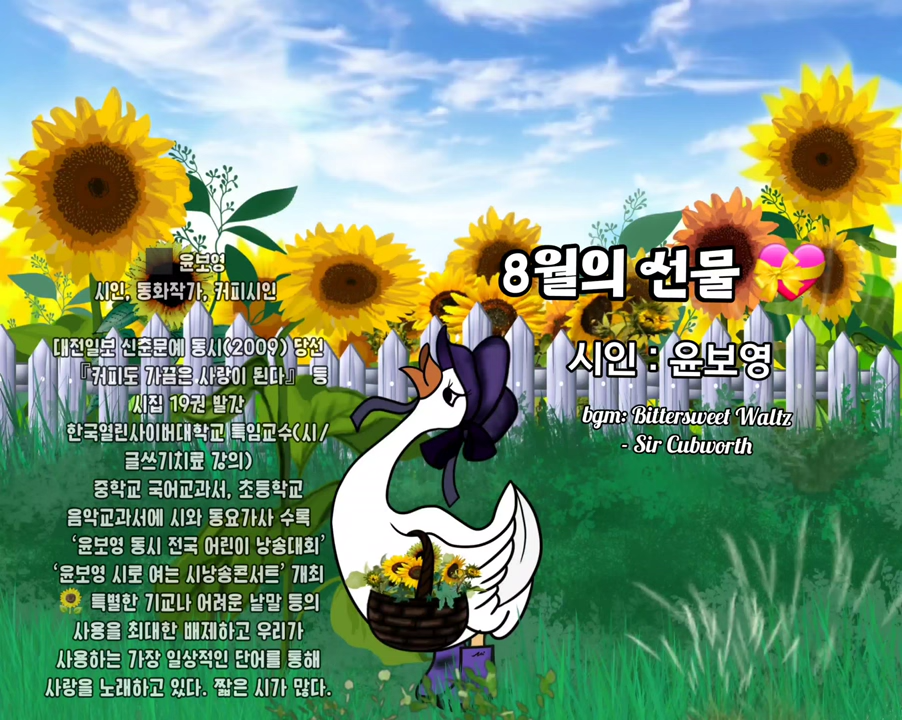 윤보영
시인, 동화작가, 커피시인
대전일보 신춘문예 동시(2009) 당선
『커피도 가끔은 사랑이 된다』 등
시집 19권 발간
한국열린사이버대학교 특임교수(시/
글쓰기치료 강의)
중학교 국어교과서, 초등학교
음악교과서에 시와 동요가사 수록
‘윤보영 동시 전국 어린이 낭송대회’
‘윤보영 시로 여는 시낭송콘서트’ 개최
🌻 특별한 기교나 어려운 낱말 등의
사용을 최대한 배제하고 우리가
사용하는 가장 일상적인 단어를 통해
사랑을 노래하고 있다. 짧은 시가 많다.
8월의 선물 💝
시인 : 윤보영
bgm: Bittersweet Waltz
- Sir Cubworth